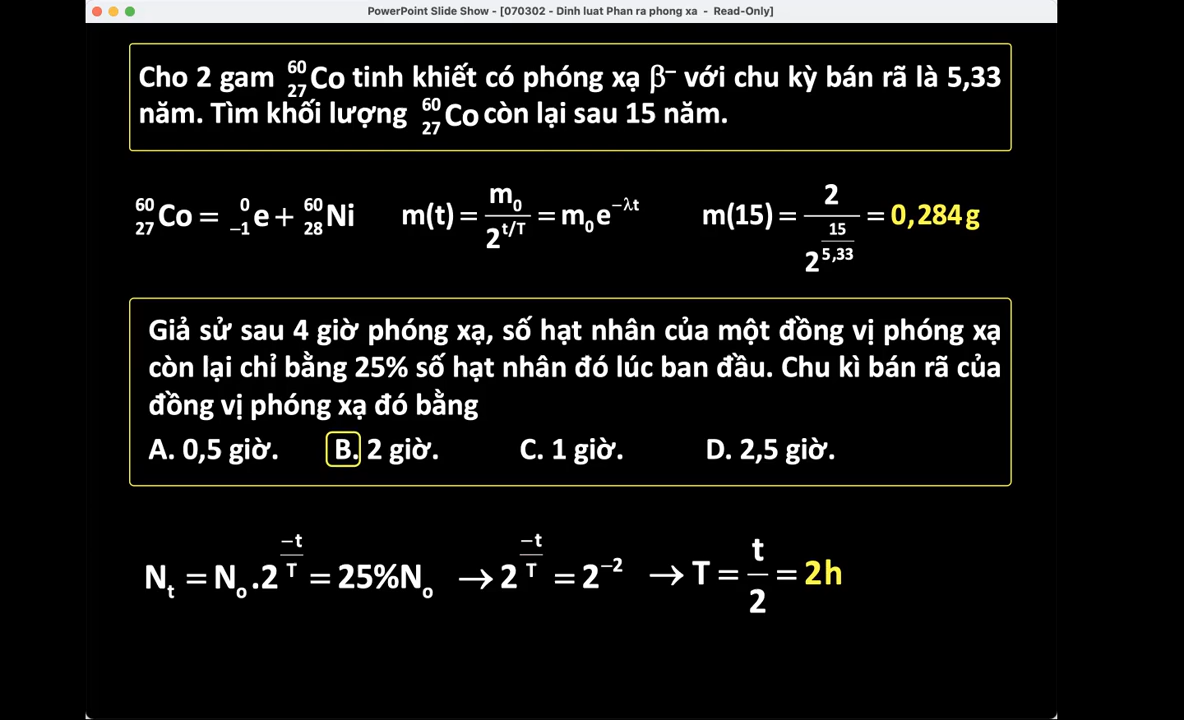 PowerPoint Slide Show - [070302 - Dinh luat Phan ra phong xa - Read-Only]
Cho 2 gam ⁶⁰₂₇Co tinh khiết có phóng xạ β⁻ với chu kỳ bán rã là 5,33
năm. Tìm khối lượng ⁶⁰₂₇Co còn lại sau 15 năm.
⁶⁰₂₇Co = ⁰₋₁e + ⁶⁰₂₈Ni m(t) = m₀/2^(t/T) = m₀e^(−λt) m(15) = 2/2^(15/5,33) = 0,284 g
Giả sử sau 4 giờ phóng xạ, số hạt nhân của một đồng vị phóng xạ
còn lại chỉ bằng 25% số hạt nhân đó lúc ban đầu. Chu kì bán rã của
đồng vị phóng xạ đó bằng
A. 0,5 giờ. B. 2 giờ. C. 1 giờ. D. 2,5 giờ.
Nₜ = Nₒ.2^(−t/T) = 25%Nₒ → 2^(−t/T) = 2⁻² → T = t/2 = 2h